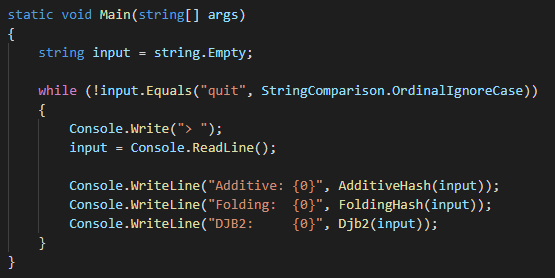 static void Main(string[] args)
{
    string input = string.Empty;

    while (!input.Equals("quit", StringComparison.OrdinalIgnoreCase))
    {
        Console.Write("> ");
        input = Console.ReadLine();

        Console.WriteLine("Additive: {0}", AdditiveHash(input));
        Console.WriteLine("Folding:  {0}", FoldingHash(input));
        Console.WriteLine("DJB2:     {0}", Djb2(input));
    }
}